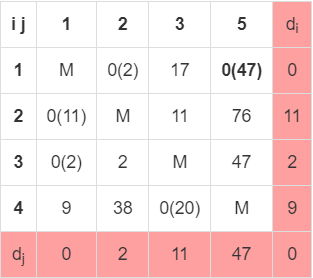 i j 1 2 3 5 di
1 M 0(2) 17 0(47) 0
2 0(11) M 11 76 11
3 0(2) 2 M 47 2
4 9 38 0(20) M 9
dj 0 2 11 47 0